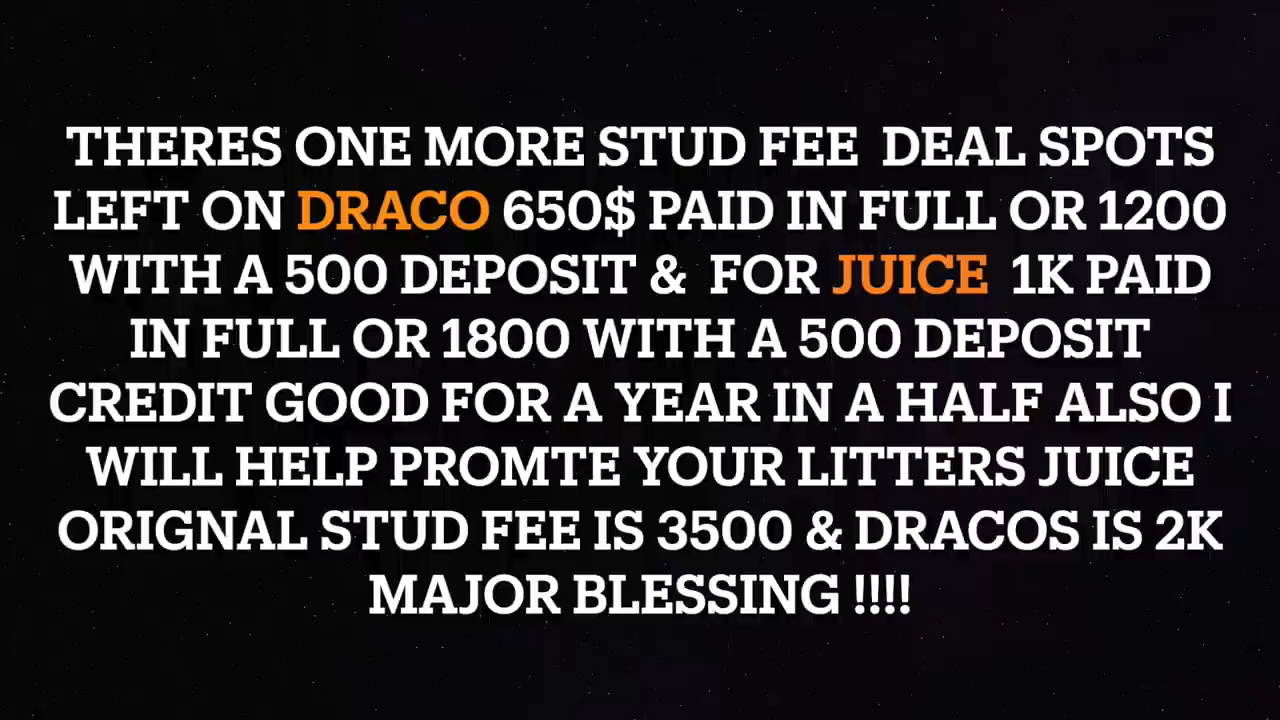 THERES ONE MORE STUD FEE DEAL SPOTS
LEFT ON DRACO 650$ PAID IN FULL OR 1200
WITH A 500 DEPOSIT & FOR JUICE 1K PAID
IN FULL OR 1800 WITH A 500 DEPOSIT
CREDIT GOOD FOR A YEAR IN A HALF ALSO I
WILL HELP PROMTE YOUR LITTERS JUICE
ORIGNAL STUD FEE IS 3500 & DRACOS IS 2K
MAJOR BLESSING !!!!